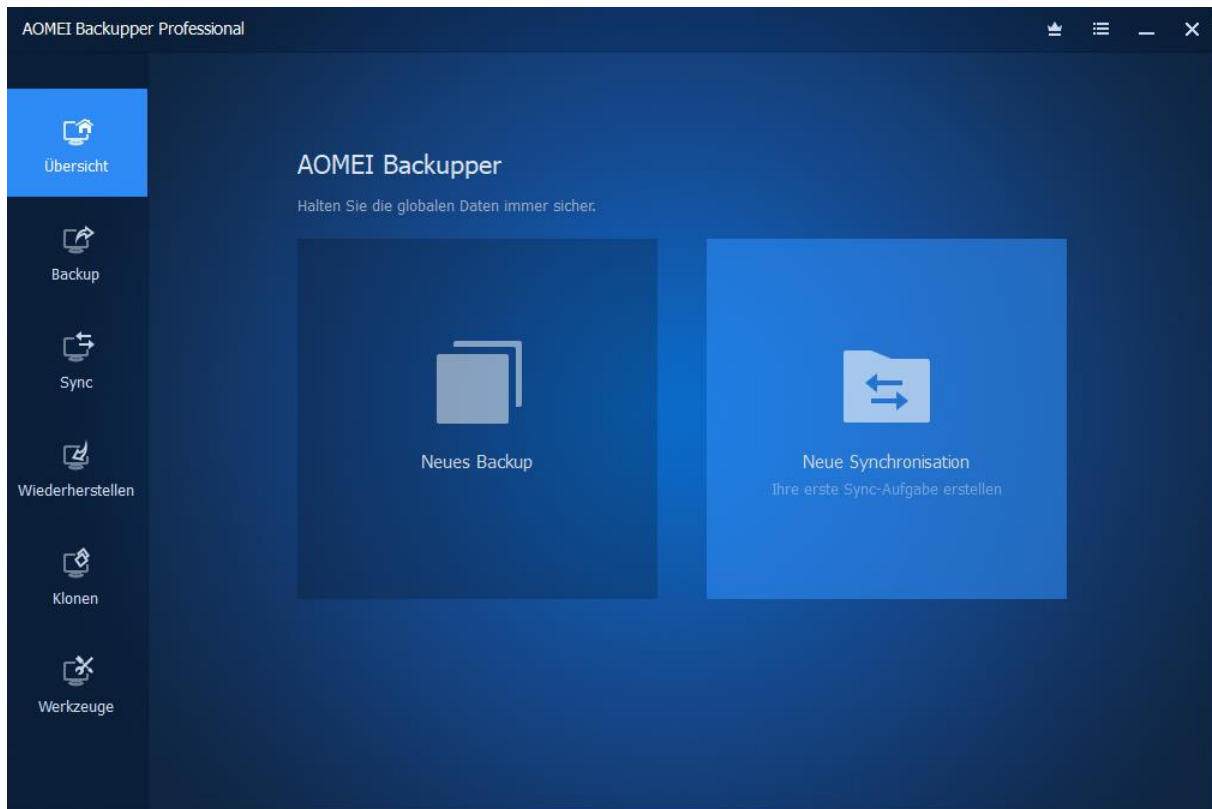 AOMEI Backupper Professional
Übersicht
Backup
Sync
Wiederherstellen
Klonen
Werkzeuge
AOMEI Backupper
Halten Sie die globalen Daten immer sicher.
Neues Backup
Neue Synchronisation
Ihre erste Sync-Aufgabe erstellen